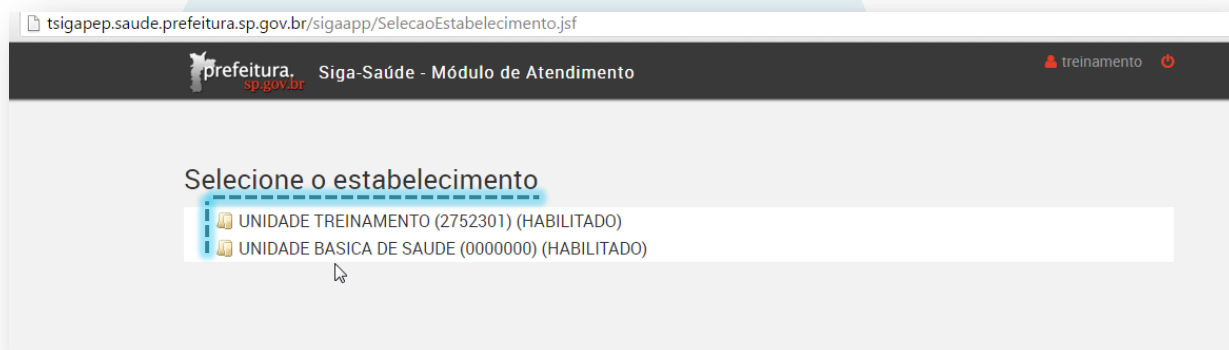 tsigapep.saude.prefeitura.sp.gov.br/sigaapp/SelecaoEstabelecimento.jsf
prefeitura.
sp.gov.br
Siga-Saúde - Módulo de Atendimento
treinamento
Selecione o estabelecimento
UNIDADE TREINAMENTO (2752301) (HABILITADO)
UNIDADE BASICA DE SAUDE (0000000) (HABILITADO)